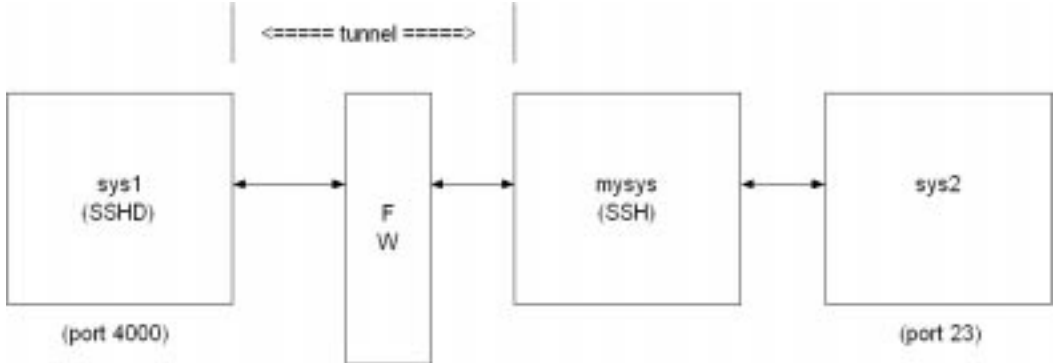 <===== tunnel =====>
sys1
(SSHD)
F
W
mysys
(SSH)
sys2
(port 4000)
(port 23)